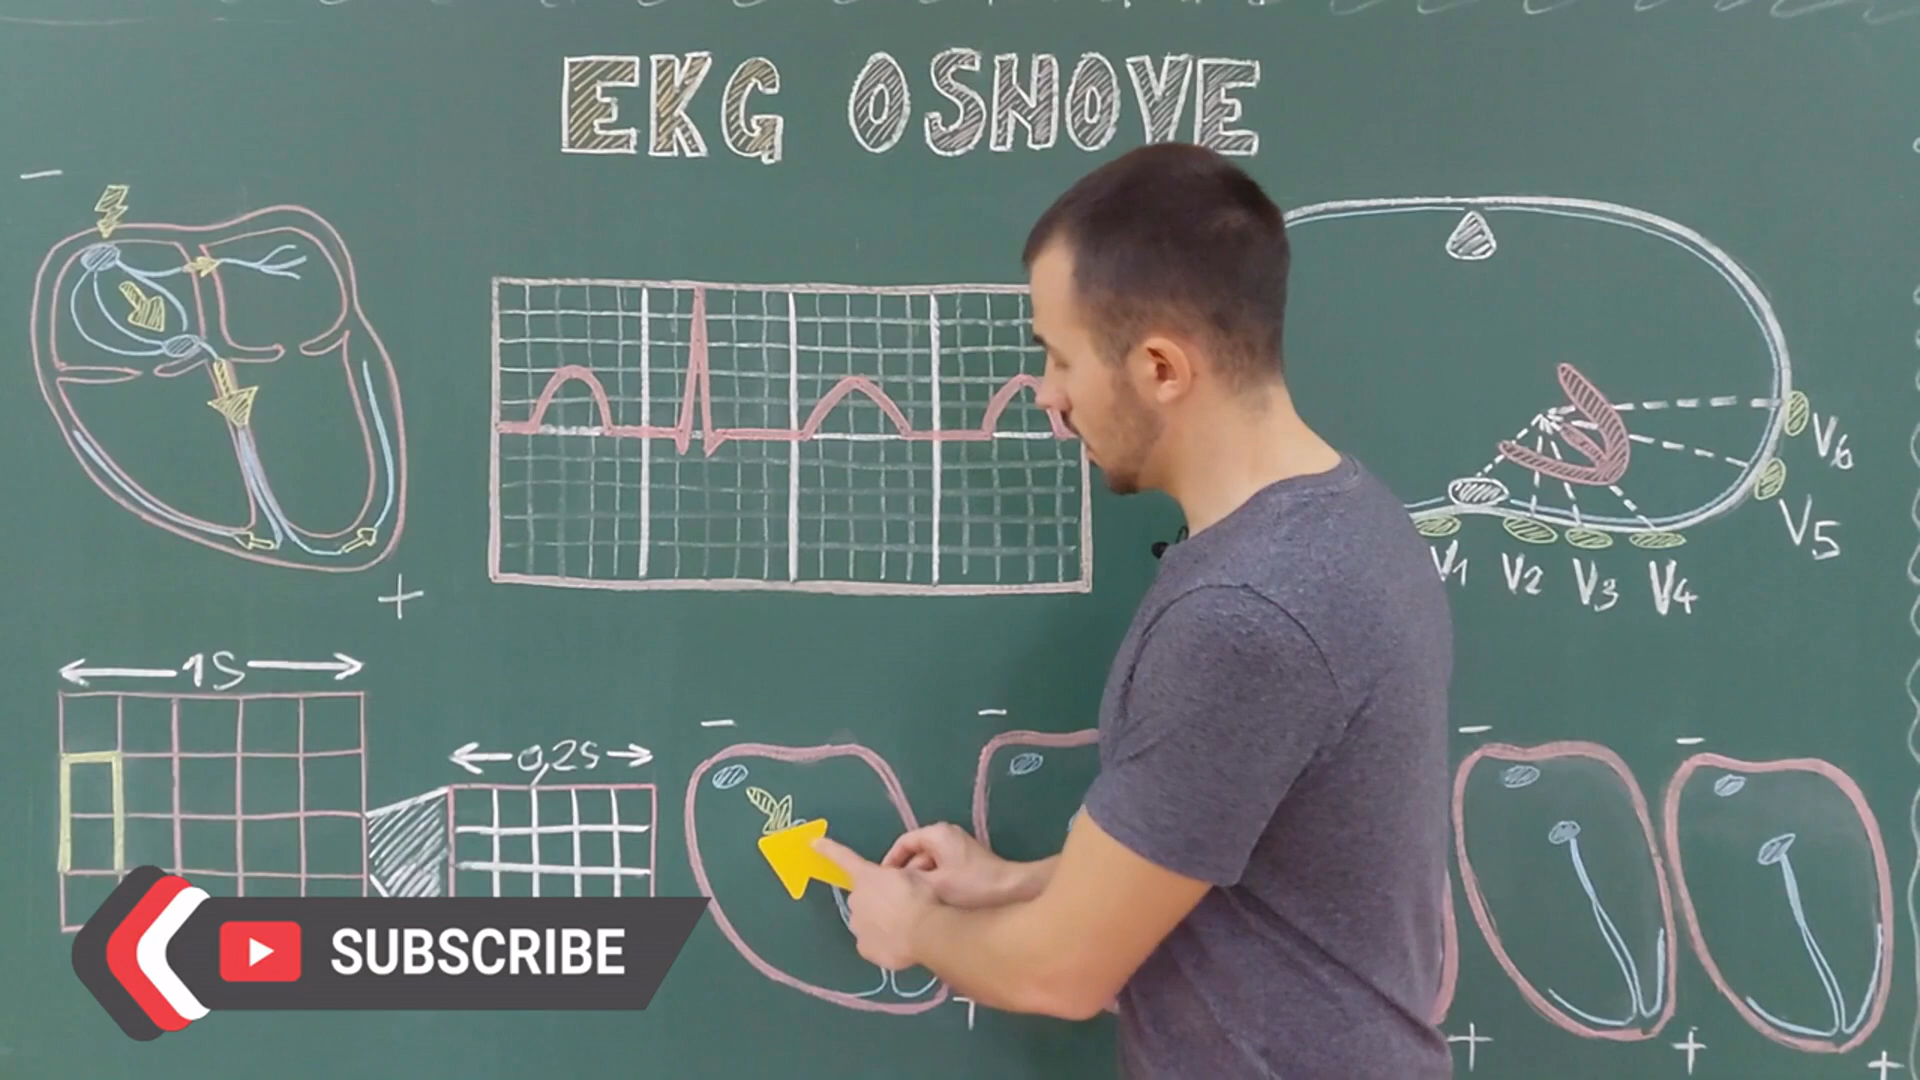 EKG OSNOVE
-
+
V6
V5
V1 V2 V3 V4
1S
0,2S
- - - -
+ + + +
SUBSCRIBE